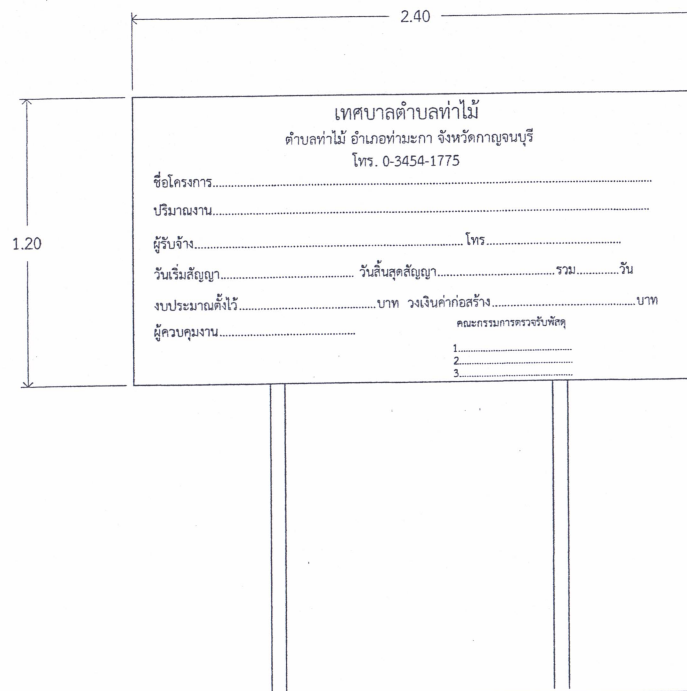 2.40
เทศบาลตำบลท่าไม้
ตำบลท่าไม้ อำเภอท่ามะกา จังหวัดกาญจนบุรี
โทร. 0-3454-1775
ชื่อโครงการ..........................................................................................
ปริมาณงาน..........................................................................................
1.20
ผู้รับจ้าง.......................................................โทร............................
วันเริ่มสัญญา............................วันสิ้นสุดสัญญา.........................รวม.........วัน
งบประมาณตั้งไว้.............................บาท วงเงินค่าก่อสร้าง..............................บาท
ผู้ควบคุมงาน............................
คณะกรรมการตรวจรับพัสดุ
1..............................
2..............................
3..............................